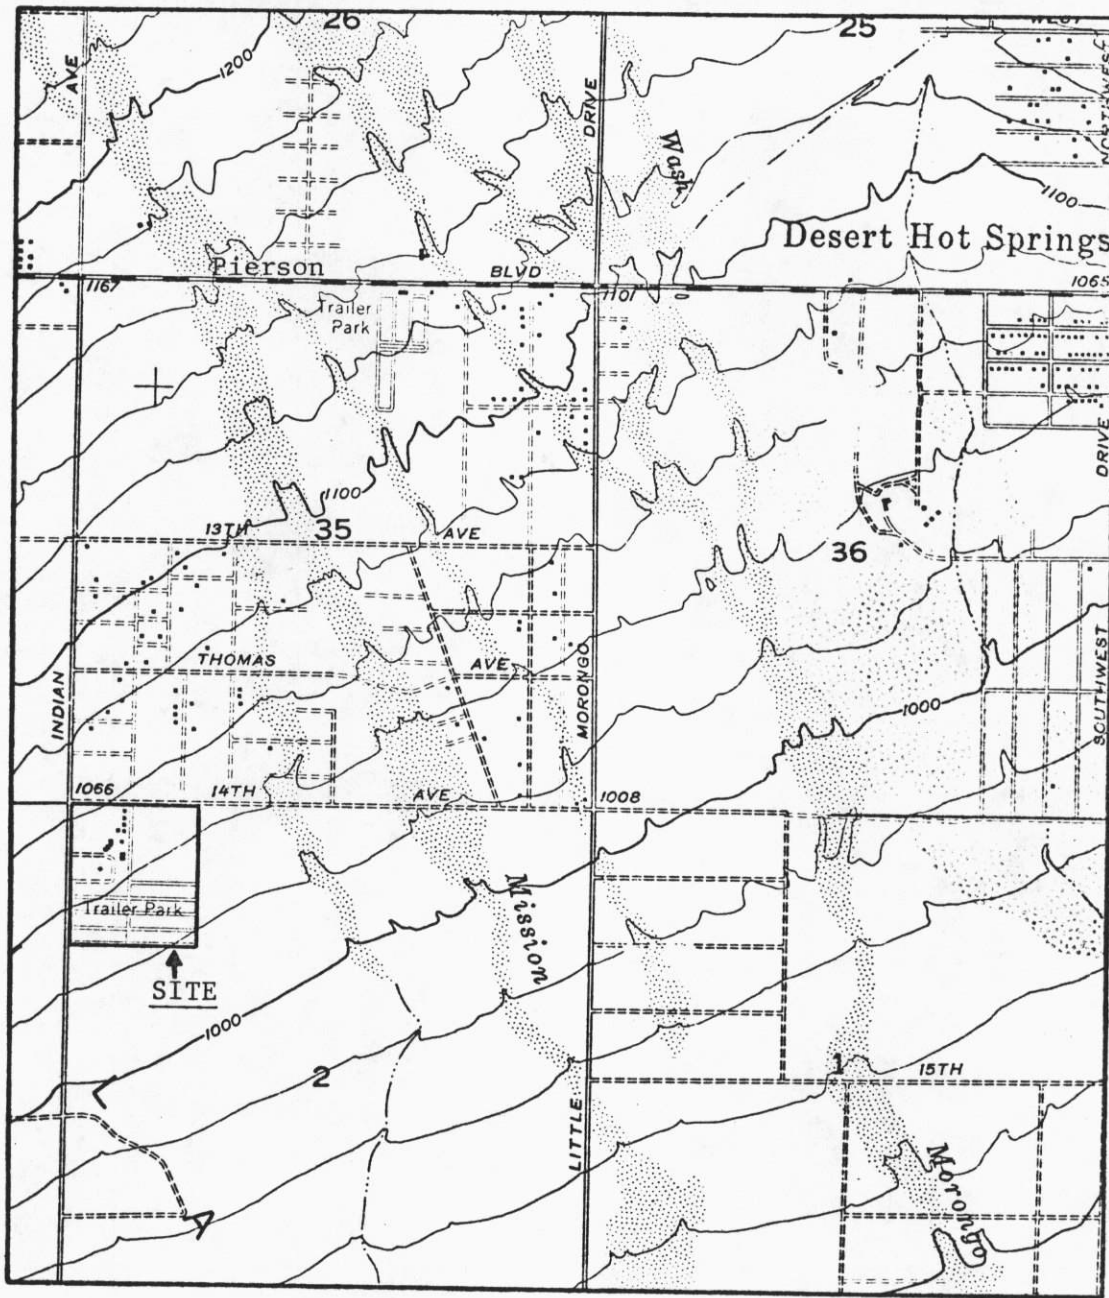 26
25
WEST
AVE
1200
DRIVE
NORTHWEST
Wash
1100
Desert Hot Springs
Pierson
BLVD
1167
1101
1065
Trailer
Park
1100
DRIVE
13TH
35
AVE
36
THOMAS
AVE
INDIAN
MORONGO
SOUTHWEST
1000
1066
14TH
AVE
1008
Trailer Park
Mission
SITE
1000
2
1
15TH
LITTLE
Morongo